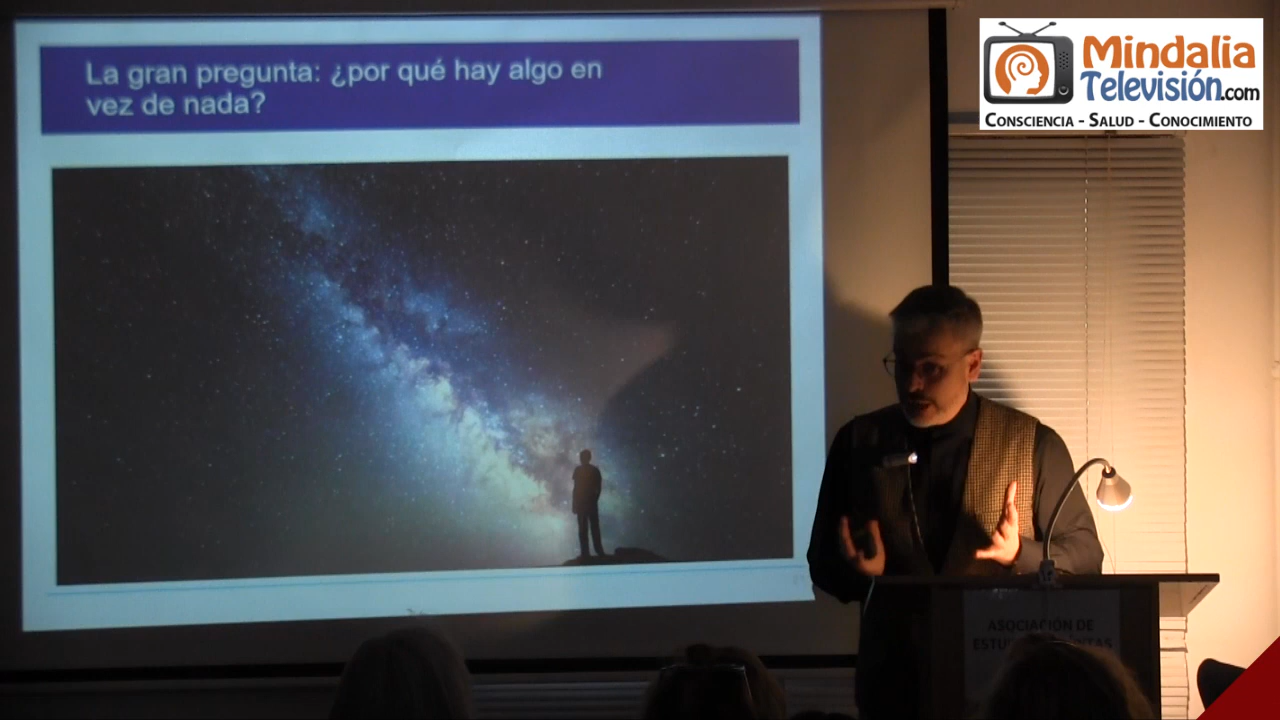 La gran pregunta: ¿por qué hay algo en
vez de nada?
Mindalia
Televisión.com
Consciencia - Salud - Conocimiento
ASOCIACIÓN DE